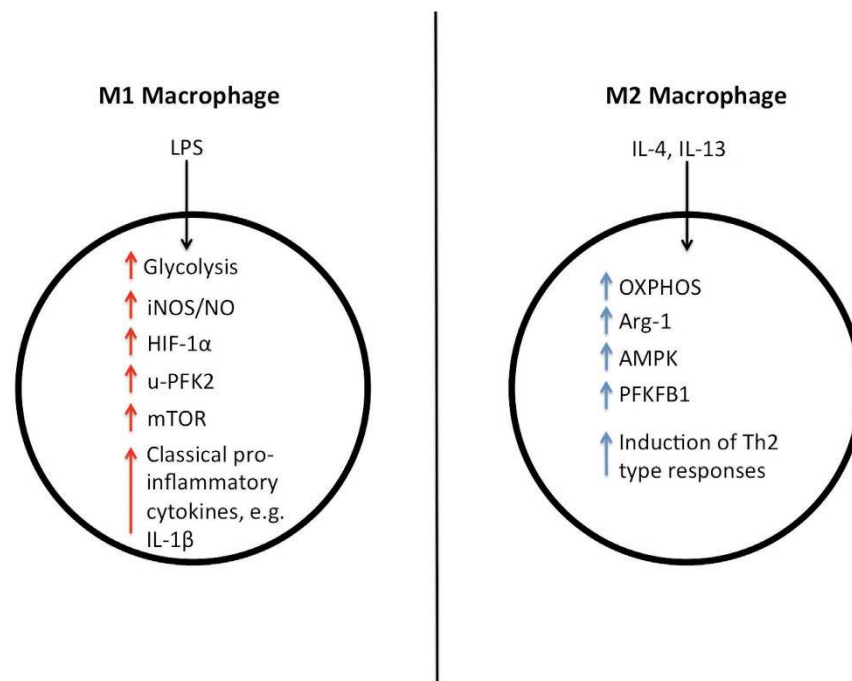 M1 Macrophage
LPS
Glycolysis
iNOS/NO
HIF-1α
u-PFK2
mTOR
Classical pro-
inflammatory
cytokines, e.g.
IL-1β
M2 Macrophage
IL-4, IL-13
OXPHOS
Arg-1
AMPK
PFKFB1
Induction of Th2
type responses